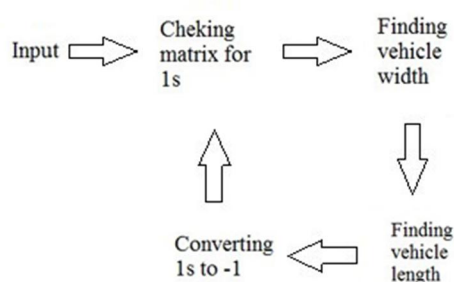 Input
Cheking
matrix for
1s
Finding
vehicle
width
Finding
vehicle
length
Converting
1s to -1